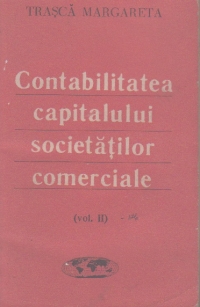 TRAȘCĂ MARGARETA
Contabilitatea
capitalului
societăților
comerciale
(vol. II)